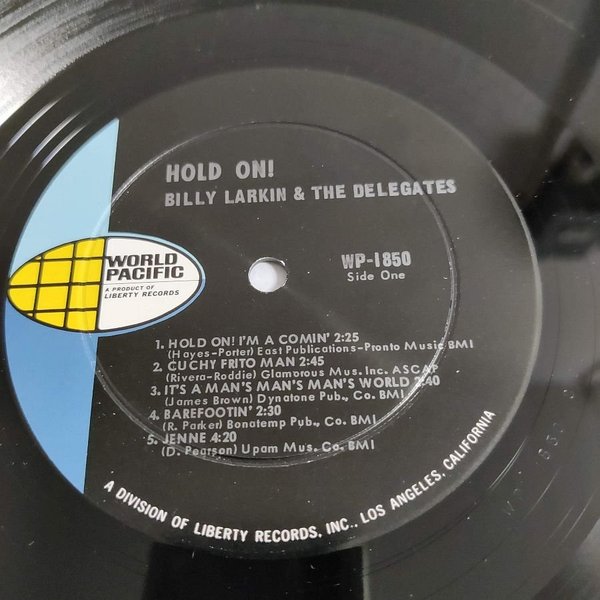 HOLD ON!
BILLY LARKIN & THE DELEGATES
WORLD
PACIFIC
A PRODUCT OF
LIBERTY RECORDS
WP-1850
Side One
1. HOLD ON! I'M A COMIN' 2:25
(Hayes-Porter) East Publications-Pronto Music BMI
2. CUCHY FRITO MAN 2:45
(Rivera-Roddie) Glamorous Mus. Inc. ASCAP
3. IT'S A MAN'S MAN'S MAN'S WORLD 2:40
(James Brown) Dynatone Pub., Co. BMI
4. BAREFOOTIN' 2:30
(R. Parker) Bonatemp Pub., Co. BMI
5. JENNE 4:20
(D. Pearson) Upam Mus. Co. BMI
A DIVISION OF LIBERTY RECORDS, INC., LOS ANGELES, CALIFORNIA